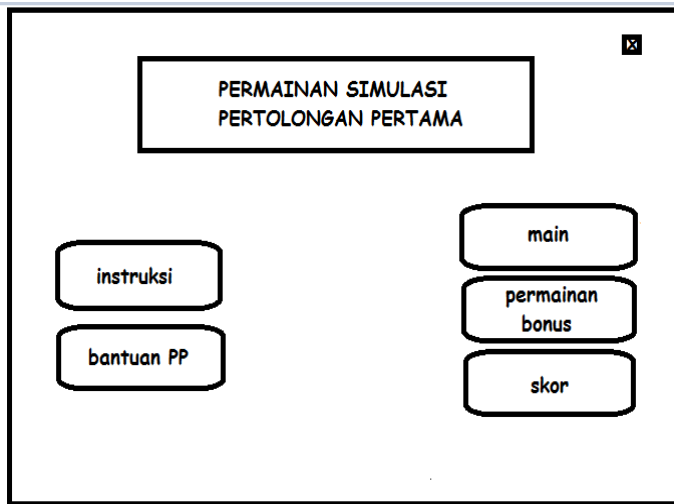 PERMAINAN SIMULASI
PERTOLONGAN PERTAMA
instruksi
bantuan PP
main
permainan
bonus
skor